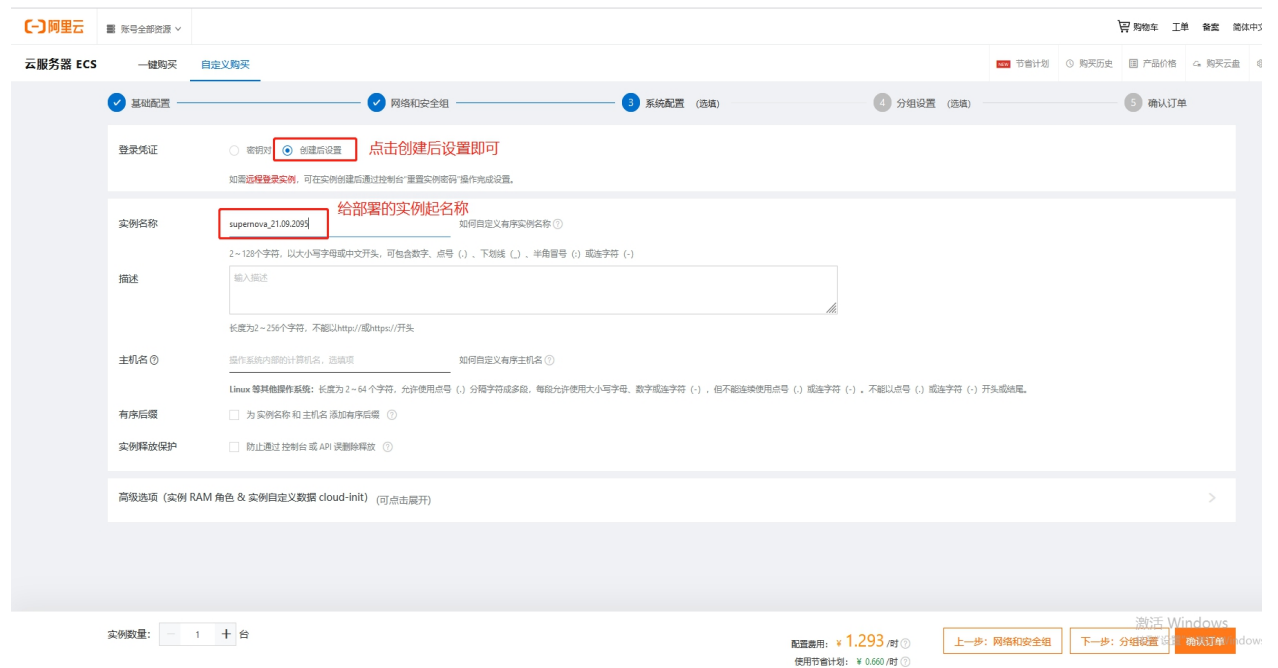 阿里云 账号全部资源 购物车 工单 备案 简体中文
云服务器 ECS 一键购买 自定义购买 NEW 节省计划 购买历史 产品价格 购买云盘
基础配置 网络和安全组 3 系统配置 (选填) 4 分组设置 (选填) 5 确认订单
登录凭证 密钥对 创建后设置 点击创建后设置即可
如需远程登录实例,可在实例创建后通过控制台“重置实例密码”操作完成设置。
给部署的实例起名称
实例名称 supernova_21.09.2095 如何自定义有序实例名称 ?
2~128个字符,以大小写字母或中文开头,可包含数字、点号 (.) 、下划线 (_) 、半角冒号 (:) 或连字符 (-)
描述 输入描述
长度为2~256个字符,不能以http://或https://开头
主机名 ? 操作系统内部的计算机名,选填项 如何自定义有序主机名 ?
Linux 等其他操作系统:长度为 2~64 个字符,允许使用点号 (.) 分隔字符成多段,每段允许使用大小写字母、数字或连字符 (-) ,但不能连续使用点号 (.) 或连字符 (-) 。不能以点号 (.) 或连字符 (-) 开头或结尾。
有序后缀 为 实例名称 和 主机名 添加有序后缀 ?
实例释放保护 防止通过 控制台 或 API 误删除释放 ?
高级选项(实例 RAM 角色 & 实例自定义数据 cloud-init) (可点击展开)
实例数量: - 1 + 台
配置费用: ¥ 1.293 /时 ? 上一步:网络和安全组 下一步:分组设置 确认订单
使用节省计划: ¥ 0.660 /时 ?
激活 Windows